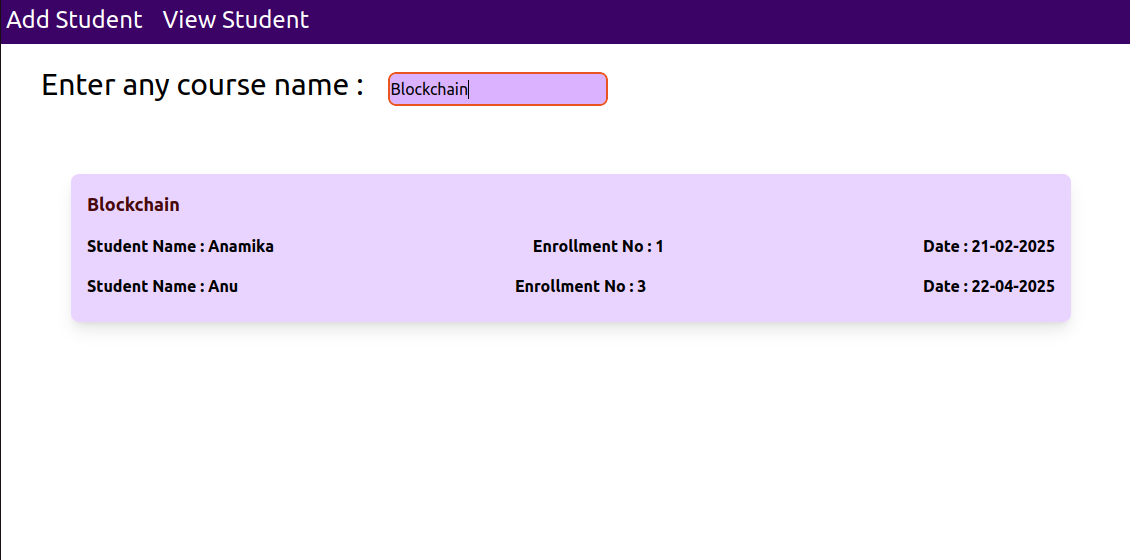 Add Student View Student
Enter any course name : Blockchain
Blockchain
Student Name : Anamika Enrollment No : 1 Date : 21-02-2025
Student Name : Anu Enrollment No : 3 Date : 22-04-2025